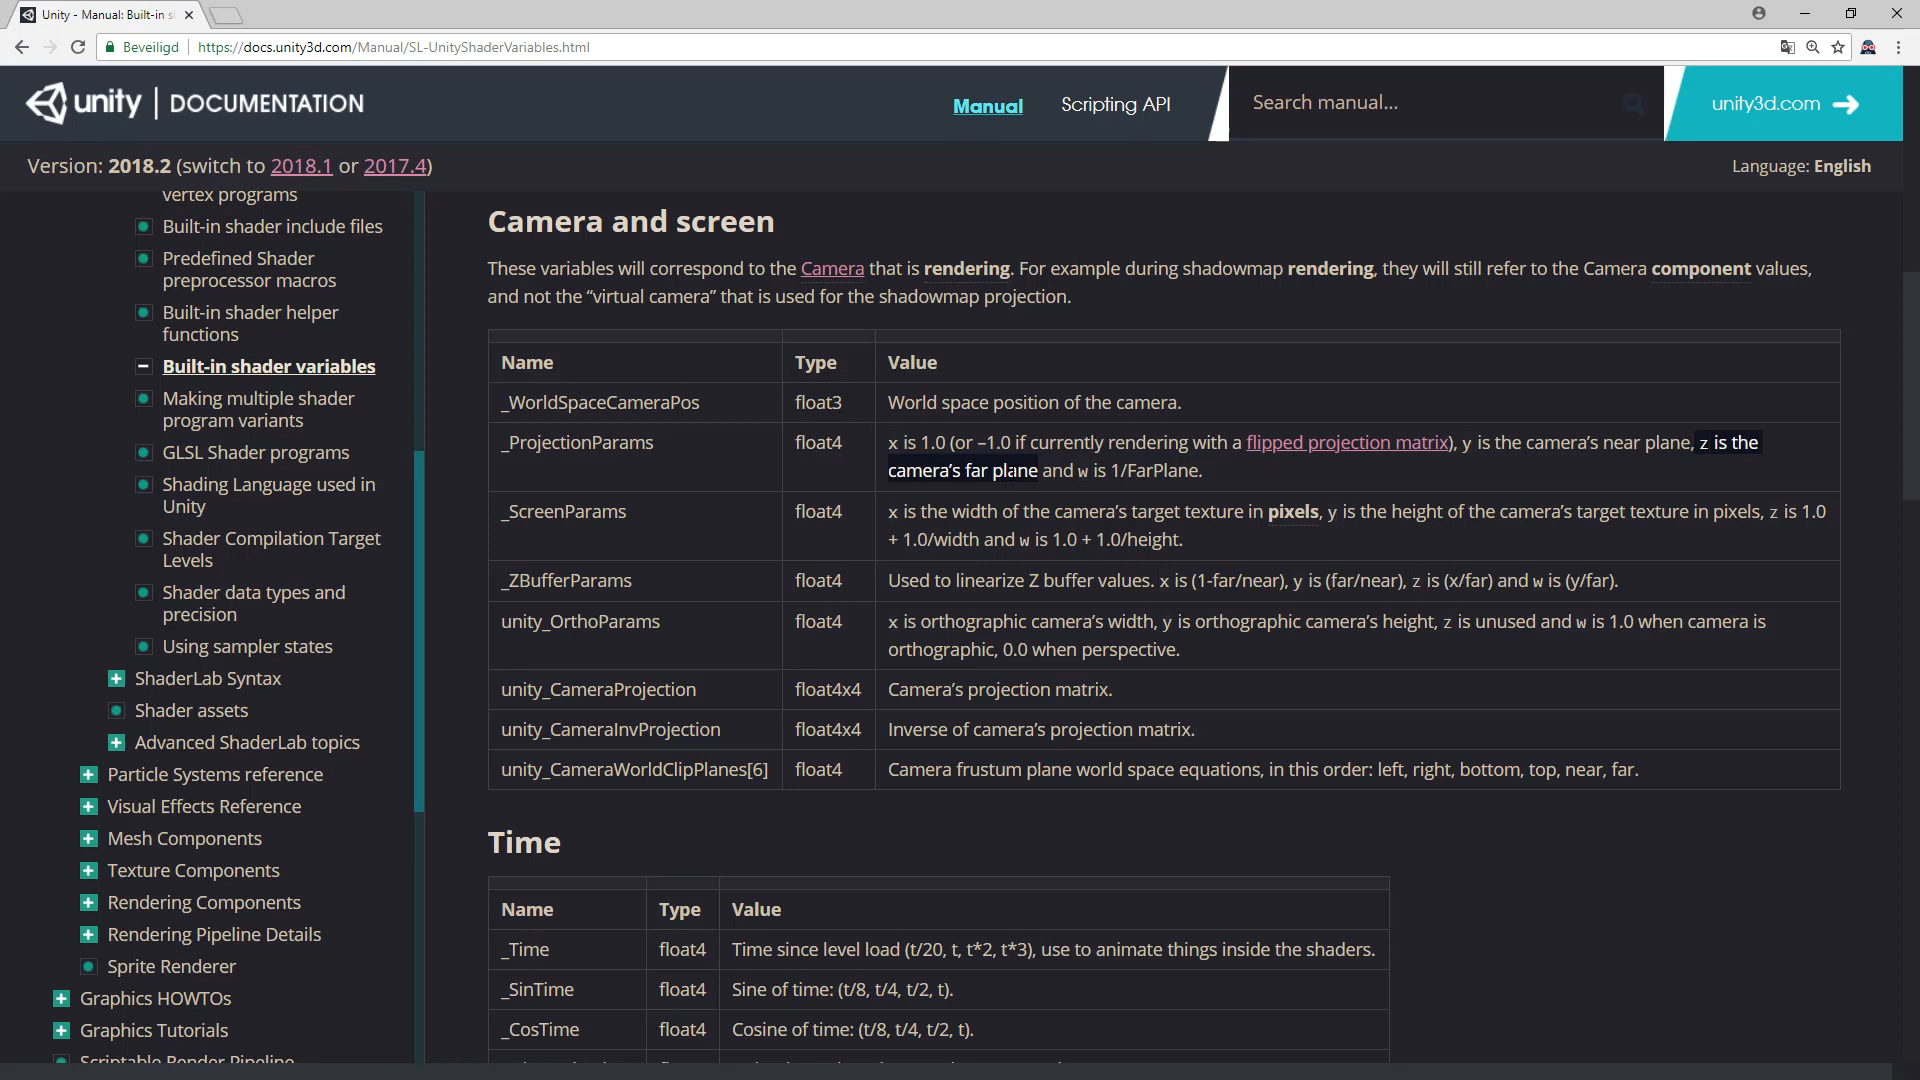 Unity - Manual: Built-in s
Beveiligd
https://docs.unity3d.com/Manual/SL-UnityShaderVariables.html
unity | DOCUMENTATION
Manual
Scripting API
Search manual...
unity3d.com
Version: 2018.2 (switch to 2018.1 or 2017.4)
Language: English
vertex programs
Built-in shader include files
Predefined Shader
preprocessor macros
Built-in shader helper
functions
Built-in shader variables
Making multiple shader
program variants
GLSL Shader programs
Shading Language used in
Unity
Shader Compilation Target
Levels
Shader data types and
precision
Using sampler states
ShaderLab Syntax
Shader assets
Advanced ShaderLab topics
Particle Systems reference
Visual Effects Reference
Mesh Components
Texture Components
Rendering Components
Rendering Pipeline Details
Sprite Renderer
Graphics HOWTOs
Graphics Tutorials
Scriptable Render Pipeline
Camera and screen
These variables will correspond to the Camera that is rendering. For example during shadowmap rendering, they will still refer to the Camera component values,
and not the “virtual camera” that is used for the shadowmap projection.
Name Type Value
_WorldSpaceCameraPos float3 World space position of the camera.
_ProjectionParams float4 x is 1.0 (or –1.0 if currently rendering with a flipped projection matrix), y is the camera’s near plane, z is the
camera’s far plane and w is 1/FarPlane.
_ScreenParams float4 x is the width of the camera’s target texture in pixels, y is the height of the camera’s target texture in pixels, z is 1.0
+ 1.0/width and w is 1.0 + 1.0/height.
_ZBufferParams float4 Used to linearize Z buffer values. x is (1-far/near), y is (far/near), z is (x/far) and w is (y/far).
unity_OrthoParams float4 x is orthographic camera’s width, y is orthographic camera’s height, z is unused and w is 1.0 when camera is
orthographic, 0.0 when perspective.
unity_CameraProjection float4x4 Camera’s projection matrix.
unity_CameraInvProjection float4x4 Inverse of camera’s projection matrix.
unity_CameraWorldClipPlanes[6] float4 Camera frustum plane world space equations, in this order: left, right, bottom, top, near, far.
Time
Name Type Value
_Time float4 Time since level load (t/20, t, t*2, t*3), use to animate things inside the shaders.
_SinTime float4 Sine of time: (t/8, t/4, t/2, t).
_CosTime float4 Cosine of time: (t/8, t/4, t/2, t).